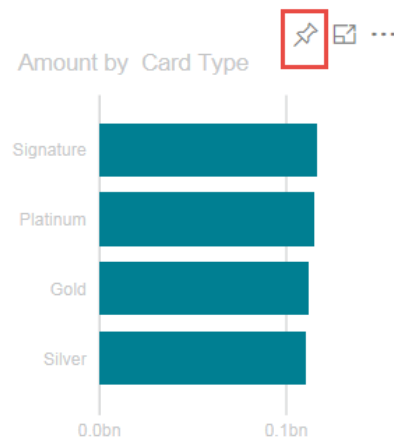 Amount by Card Type
Signature
Platinum
Gold
Silver
0.0bn 0.1bn